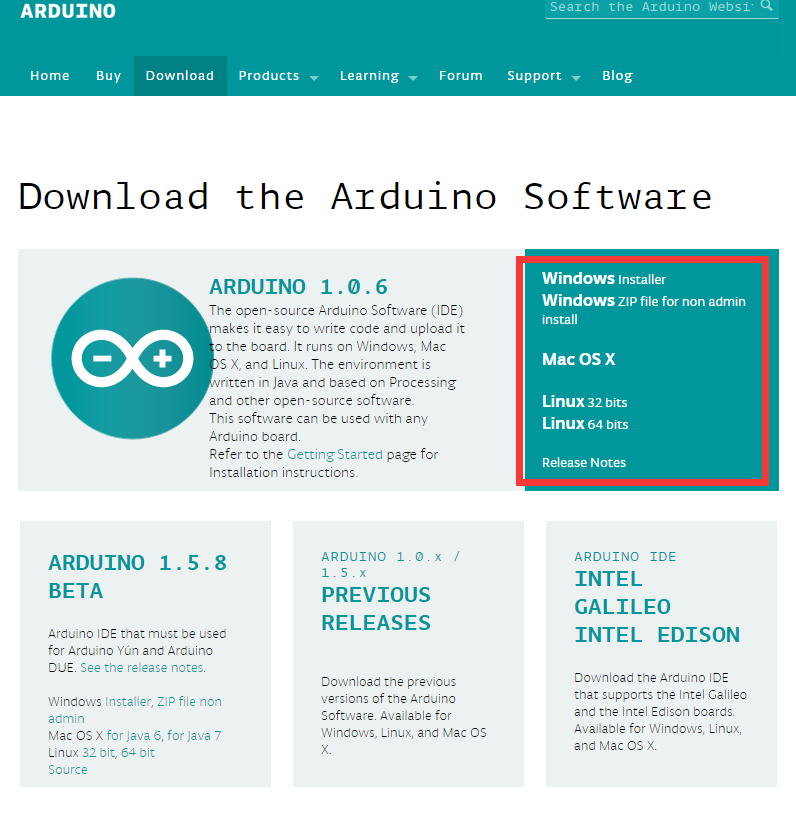 ARDUINO
Search the Arduino Websi
Home Buy Download Products Learning Forum Support Blog
Download the Arduino Software
ARDUINO 1.0.6
The open-source Arduino Software (IDE)
makes it easy to write code and upload it
to the board. It runs on Windows, Mac
OS X, and Linux. The environment is
written in Java and based on Processing
and other open-source software.
This software can be used with any
Arduino board.
Refer to the Getting Started page for
Installation instructions.
Windows Installer
Windows ZIP file for non admin
install
Mac OS X
Linux 32 bits
Linux 64 bits
Release Notes
ARDUINO 1.5.8
BETA
Arduino IDE that must be used
for Arduino Yún and Arduino
DUE. See the release notes.
Windows Installer, ZIP file non
admin
Mac OS X for Java 6, for Java 7
Linux 32 bit, 64 bit
Source
ARDUINO 1.0.x /
1.5.x
PREVIOUS
RELEASES
Download the previous
versions of the Arduino
Software. Available for
Windows, Linux, and Mac OS
X.
ARDUINO IDE
INTEL
GALILEO
INTEL EDISON
Download the Arduino IDE
that supports the Intel Galileo
and the Intel Edison boards.
Available for Windows, Linux,
and Mac OS X.